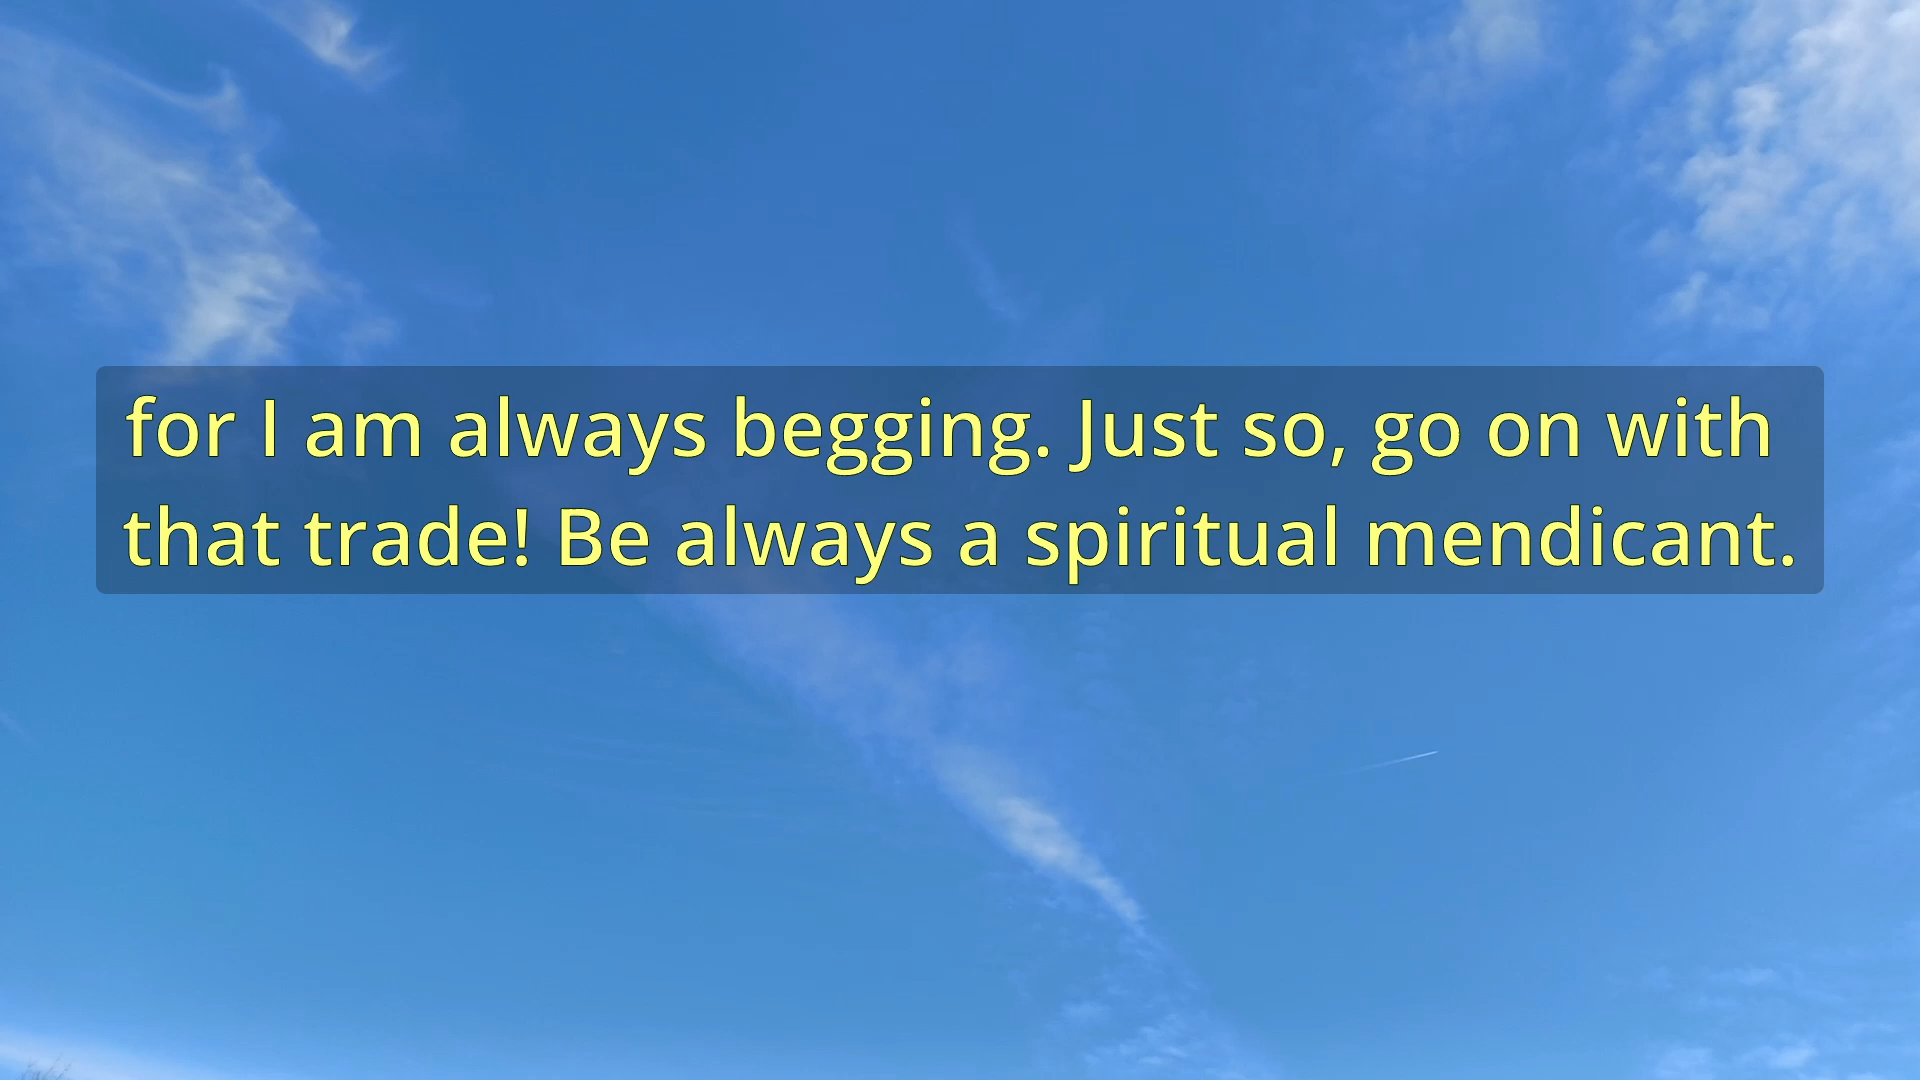 for I am always begging. Just so, go on with
that trade! Be always a spiritual mendicant.